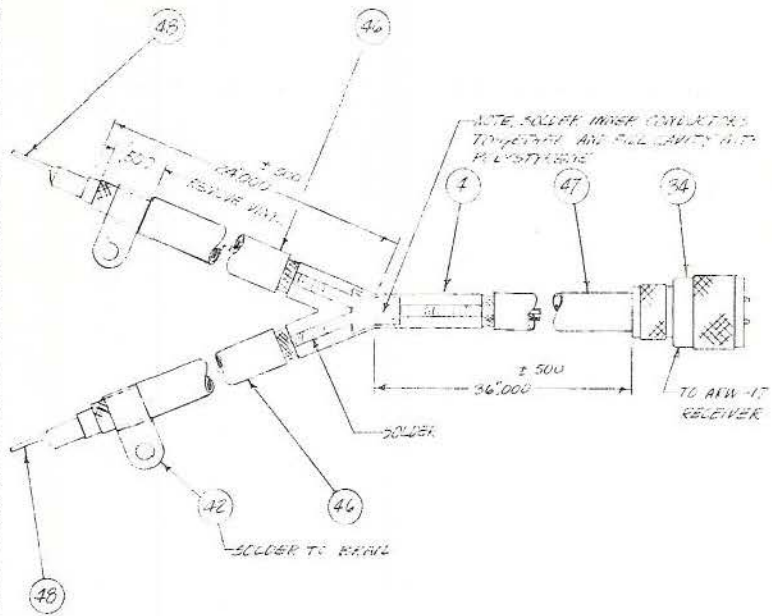 48
46
NOTE, SOLDER INNER CONDUCTORS
TOGETHER AND FILL CAVITY WITH
POLYSTYRENE
.500
± 500
24.000
REMOVE VINYL
4
47
34
± 500
36".000
TO ARW-17
RECEIVER
SOLDER
42
46
SOLDER TO BRAID
48